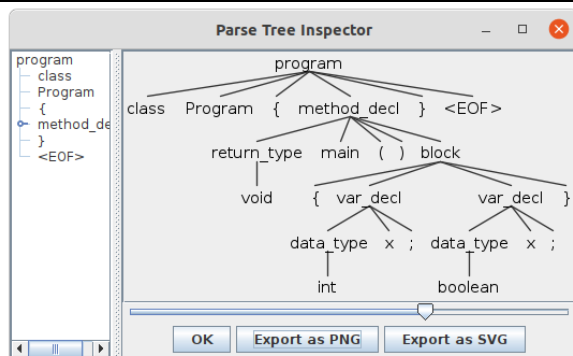 Parse Tree Inspector
program
class
Program
{
method_de
}
<EOF>
program
class Program { method_decl } <EOF>
return_type main ( ) block
void { var_decl var_decl }
data_type x ; data_type x ;
int boolean
OK Export as PNG Export as SVG